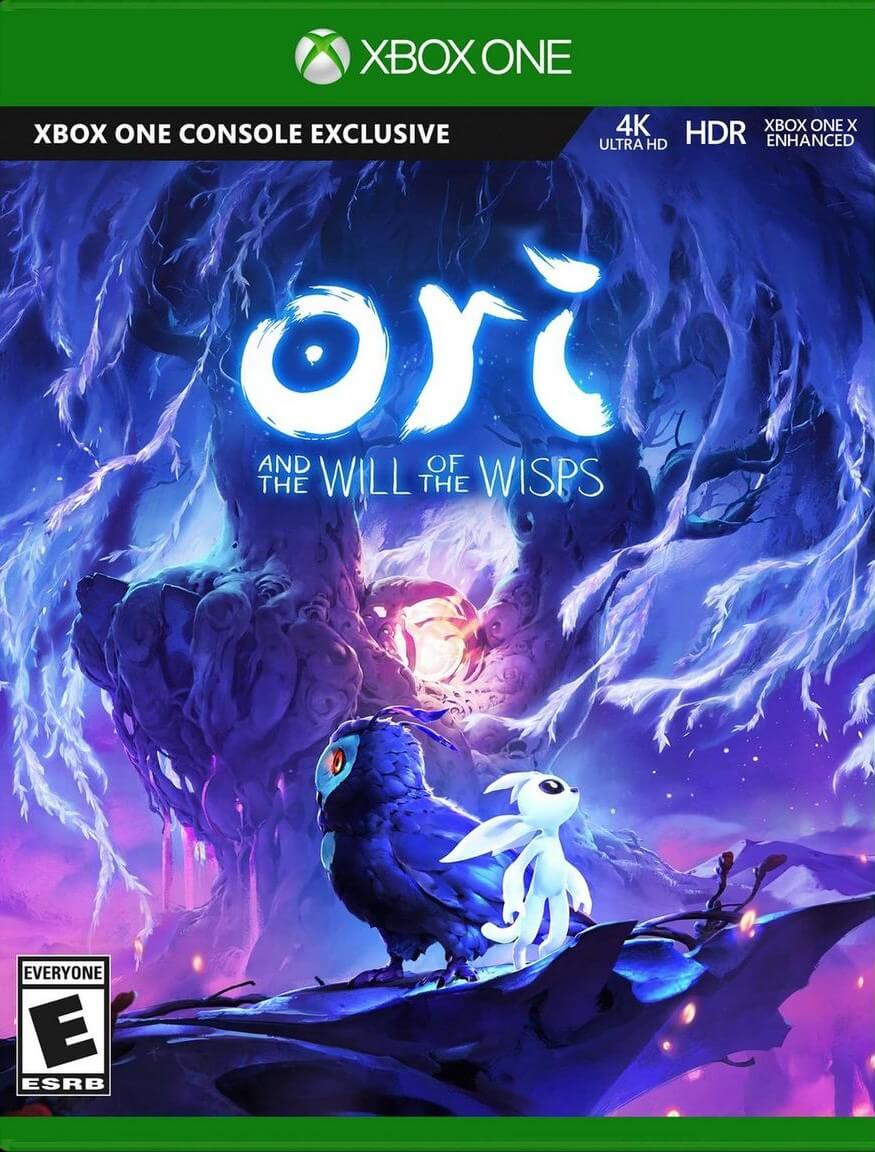 XBOX ONE
XBOX ONE CONSOLE EXCLUSIVE
4K
ULTRA HD
HDR
XBOX ONE X
ENHANCED
ori
AND THE WILL OF THE WISPS
EVERYONE
E
ESRB